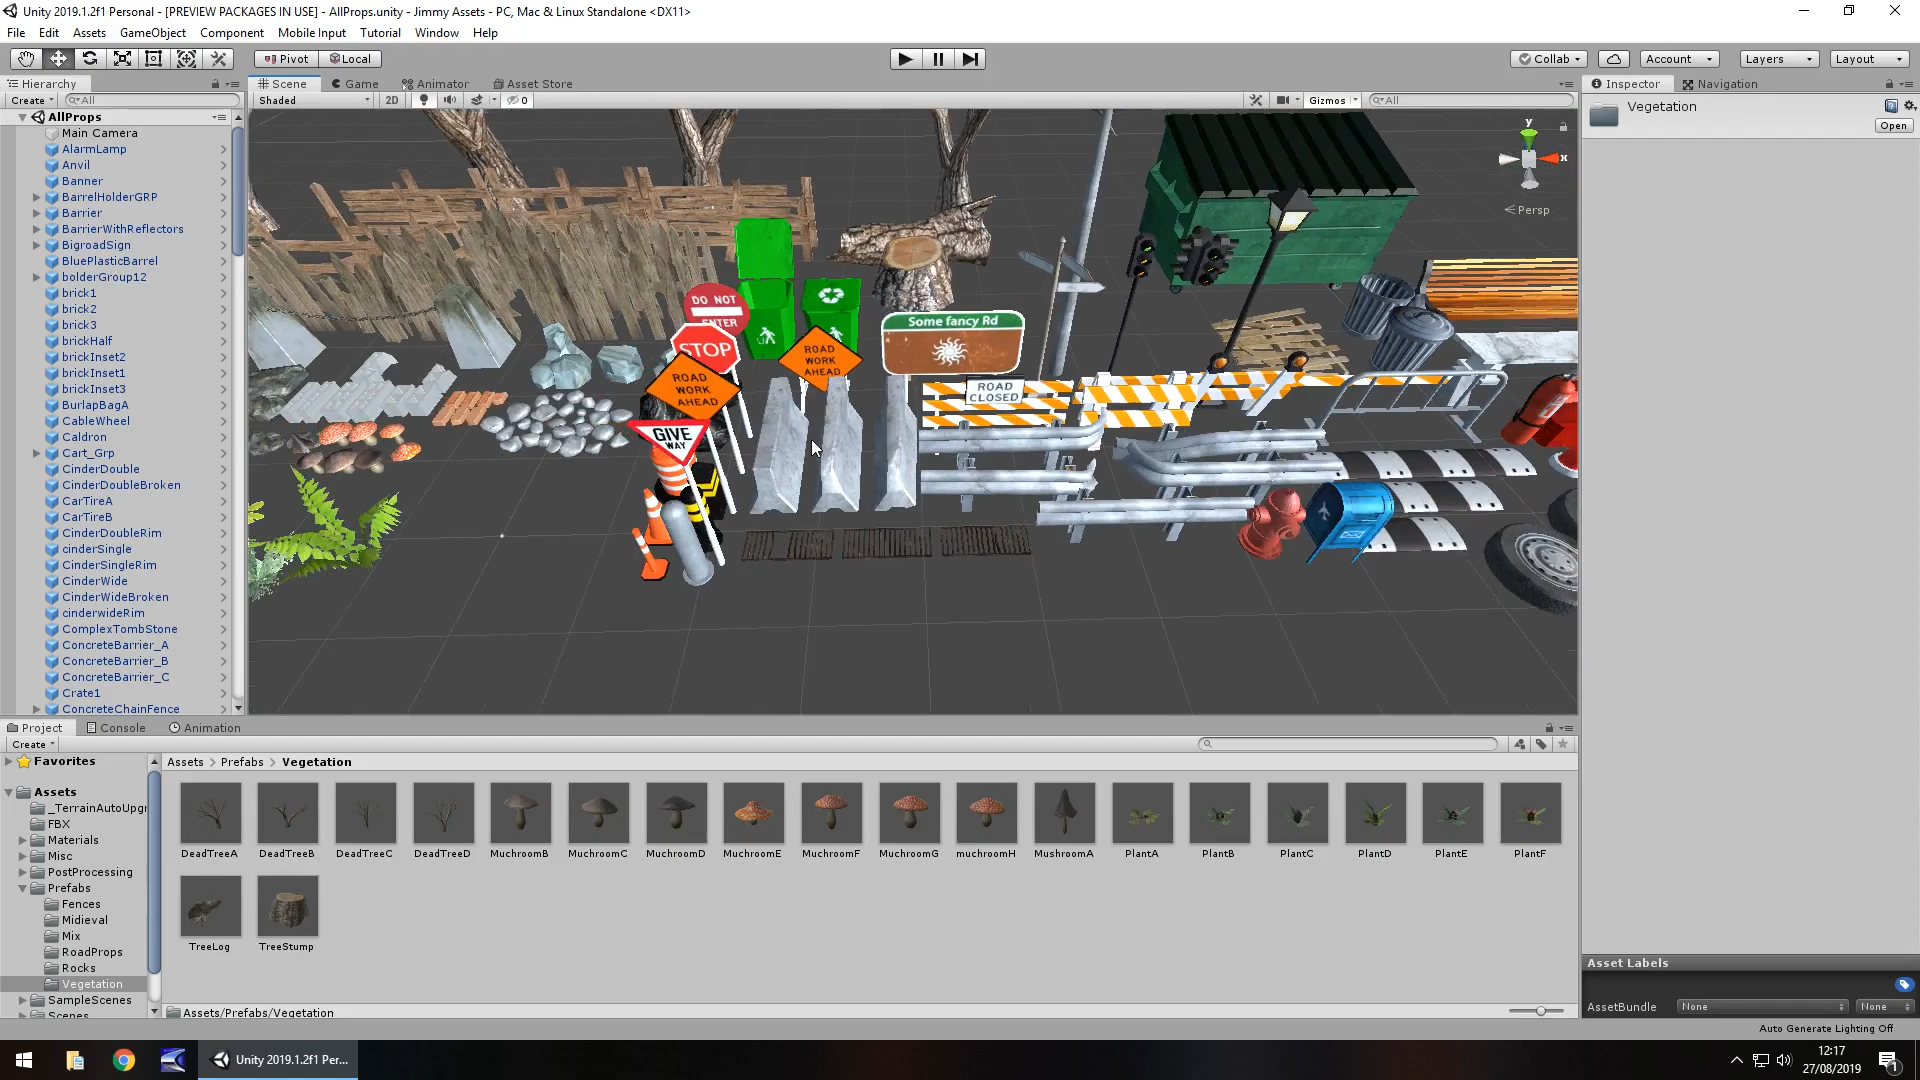 Unity 2019.1.2f1 Personal - [PREVIEW PACKAGES IN USE] - AllProps.unity - Jimmy Assets - PC, Mac & Linux Standalone <DX11>
File Edit Assets GameObject Component Mobile Input Tutorial Window Help
Pivot Local Collab Account Layers Layout
Hierarchy Scene Game Animator Asset Store Inspector Navigation
Create All Shaded 2D 0 Gizmos All
AllProps
Main Camera
AlarmLamp
Anvil
Banner
BarrelHolderGRP
Barrier
BarrierWithReflectors
BigroadSign
BluePlasticBarrel
bolderGroup12
brick1
brick2
brick3
brickHalf
brickInset2
brickInset1
brickInset3
BurlapBagA
CableWheel
Caldron
Cart_Grp
CinderDouble
CinderDoubleBroken
CarTireA
CarTireB
CinderDoubleRim
cinderSingle
CinderSingleRim
CinderWide
CinderWideBroken
cinderwideRim
ComplexTombStone
ConcreteBarrier_A
ConcreteBarrier_B
ConcreteBarrier_C
Crate1
ConcreteChainFence
y
x
Persp
DO NOT
ENTER
STOP
ROAD
WORK
AHEAD
ROAD
WORK
AHEAD
GIVE
WAY
Some fancy Rd
ROAD
CLOSED
Vegetation
Open
Project Console Animation
Create
Favorites
Assets
_TerrainAutoUpgr
FBX
Materials
Misc
PostProcessing
Prefabs
Fences
Midieval
Mix
RoadProps
Rocks
Vegetation
SampleScenes
Scenes
Assets > Prefabs > Vegetation
DeadTreeA DeadTreeB DeadTreeC DeadTreeD MuchroomB MuchroomC MuchroomD MuchroomE MuchroomF MuchroomG muchroomH MushroomA PlantA PlantB PlantC PlantD PlantE PlantF
TreeLog TreeStump
Assets/Prefabs/Vegetation
Asset Labels
AssetBundle None None
Auto Generate Lighting Off
Unity 2019.1.2f1 Per...
12:17
27/08/2019
1